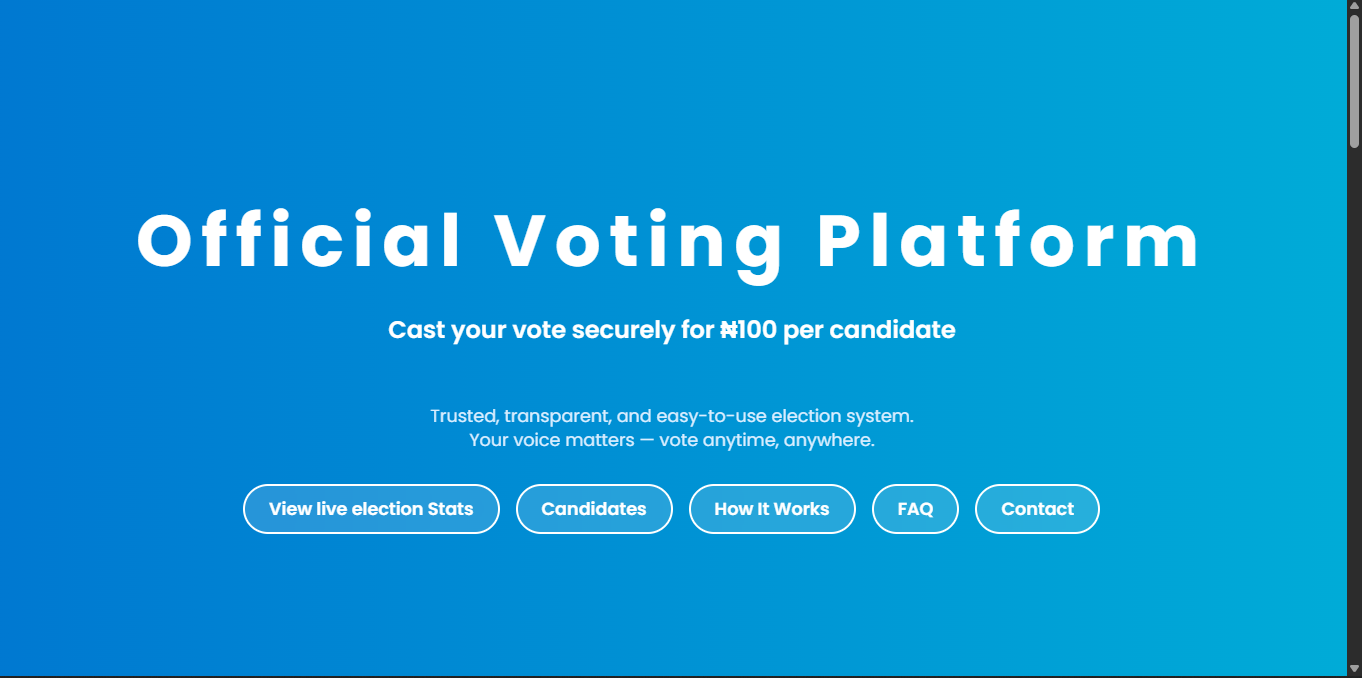 Official Voting Platform
Cast your vote securely for ₦100 per candidate
Trusted, transparent, and easy-to-use election system.
Your voice matters — vote anytime, anywhere.
View live election Stats
Candidates
How It Works
FAQ
Contact